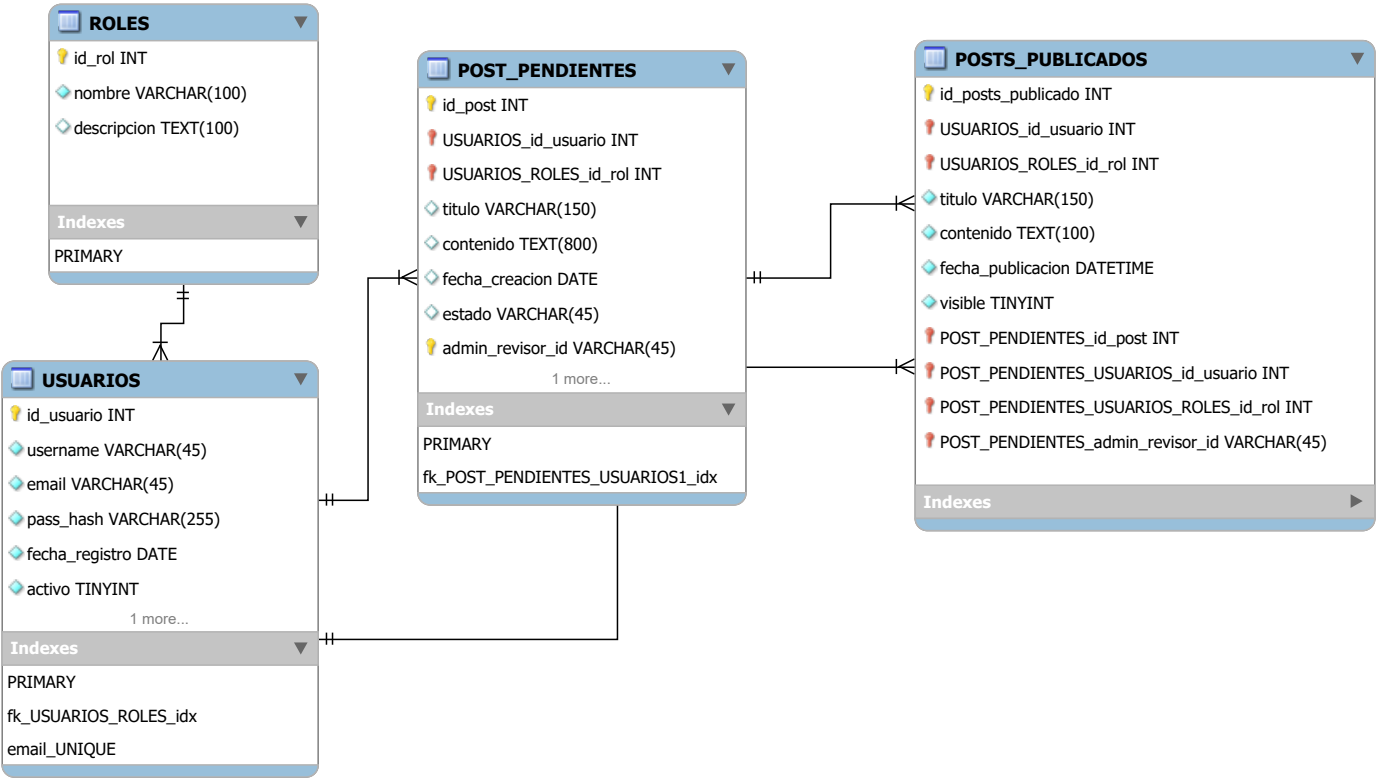 ROLES
id_rol INT
nombre VARCHAR(100)
descripcion TEXT(100)
Indexes
PRIMARY
USUARIOS
id_usuario INT
username VARCHAR(45)
email VARCHAR(45)
pass_hash VARCHAR(255)
fecha_registro DATE
activo TINYINT
1 more...
Indexes
PRIMARY
fk_USUARIOS_ROLES_idx
email_UNIQUE
POST_PENDIENTES
id_post INT
USUARIOS_id_usuario INT
USUARIOS_ROLES_id_rol INT
titulo VARCHAR(150)
contenido TEXT(800)
fecha_creacion DATE
estado VARCHAR(45)
admin_revisor_id VARCHAR(45)
1 more...
Indexes
PRIMARY
fk_POST_PENDIENTES_USUARIOS1_idx
POSTS_PUBLICADOS
id_posts_publicado INT
USUARIOS_id_usuario INT
USUARIOS_ROLES_id_rol INT
titulo VARCHAR(150)
contenido TEXT(100)
fecha_publicacion DATETIME
visible TINYINT
POST_PENDIENTES_id_post INT
POST_PENDIENTES_USUARIOS_id_usuario INT
POST_PENDIENTES_USUARIOS_ROLES_id_rol INT
POST_PENDIENTES_admin_revisor_id VARCHAR(45)
Indexes